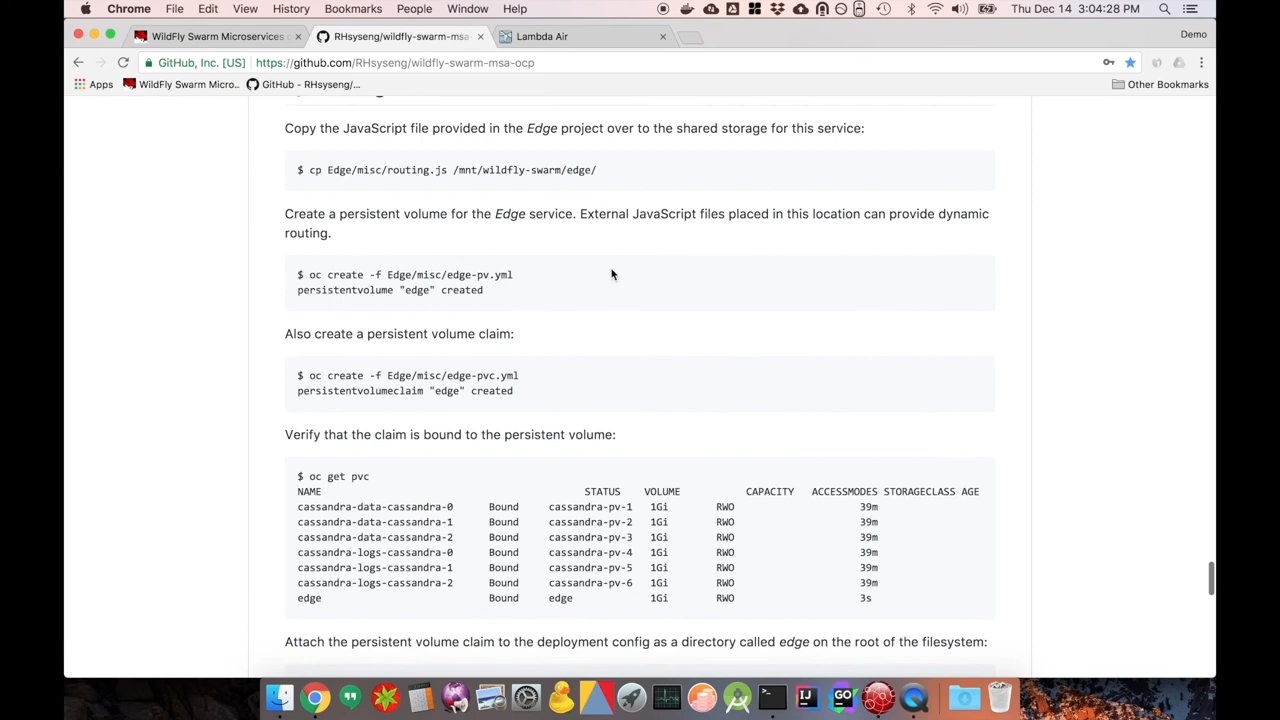 Chrome File Edit View History Bookmarks People Window Help Thu Dec 14 3:04:28 PM
WildFly Swarm Microservices RHsyseng/wildfly-swarm-msa Lambda Air Demo
GitHub, Inc. [US] https://github.com/RHsyseng/wildfly-swarm-msa-ocp
Apps WildFly Swarm Micro.. GitHub - RHsyseng/... Other Bookmarks
Copy the JavaScript file provided in the Edge project over to the shared storage for this service:
$ cp Edge/misc/routing.js /mnt/wildfly-swarm/edge/
Create a persistent volume for the Edge service. External JavaScript files placed in this location can provide dynamic
routing.
$ oc create -f Edge/misc/edge-pv.yml
persistentvolume "edge" created
Also create a persistent volume claim:
$ oc create -f Edge/misc/edge-pvc.yml
persistentvolumeclaim "edge" created
Verify that the claim is bound to the persistent volume:
$ oc get pvc
NAME STATUS VOLUME CAPACITY ACCESSMODES STORAGECLASS AGE
cassandra-data-cassandra-0 Bound cassandra-pv-1 1Gi RWO 39m
cassandra-data-cassandra-1 Bound cassandra-pv-2 1Gi RWO 39m
cassandra-data-cassandra-2 Bound cassandra-pv-3 1Gi RWO 39m
cassandra-logs-cassandra-0 Bound cassandra-pv-4 1Gi RWO 39m
cassandra-logs-cassandra-1 Bound cassandra-pv-5 1Gi RWO 39m
cassandra-logs-cassandra-2 Bound cassandra-pv-6 1Gi RWO 39m
edge Bound edge 1Gi RWO 3s
Attach the persistent volume claim to the deployment config as a directory called edge on the root of the filesystem: